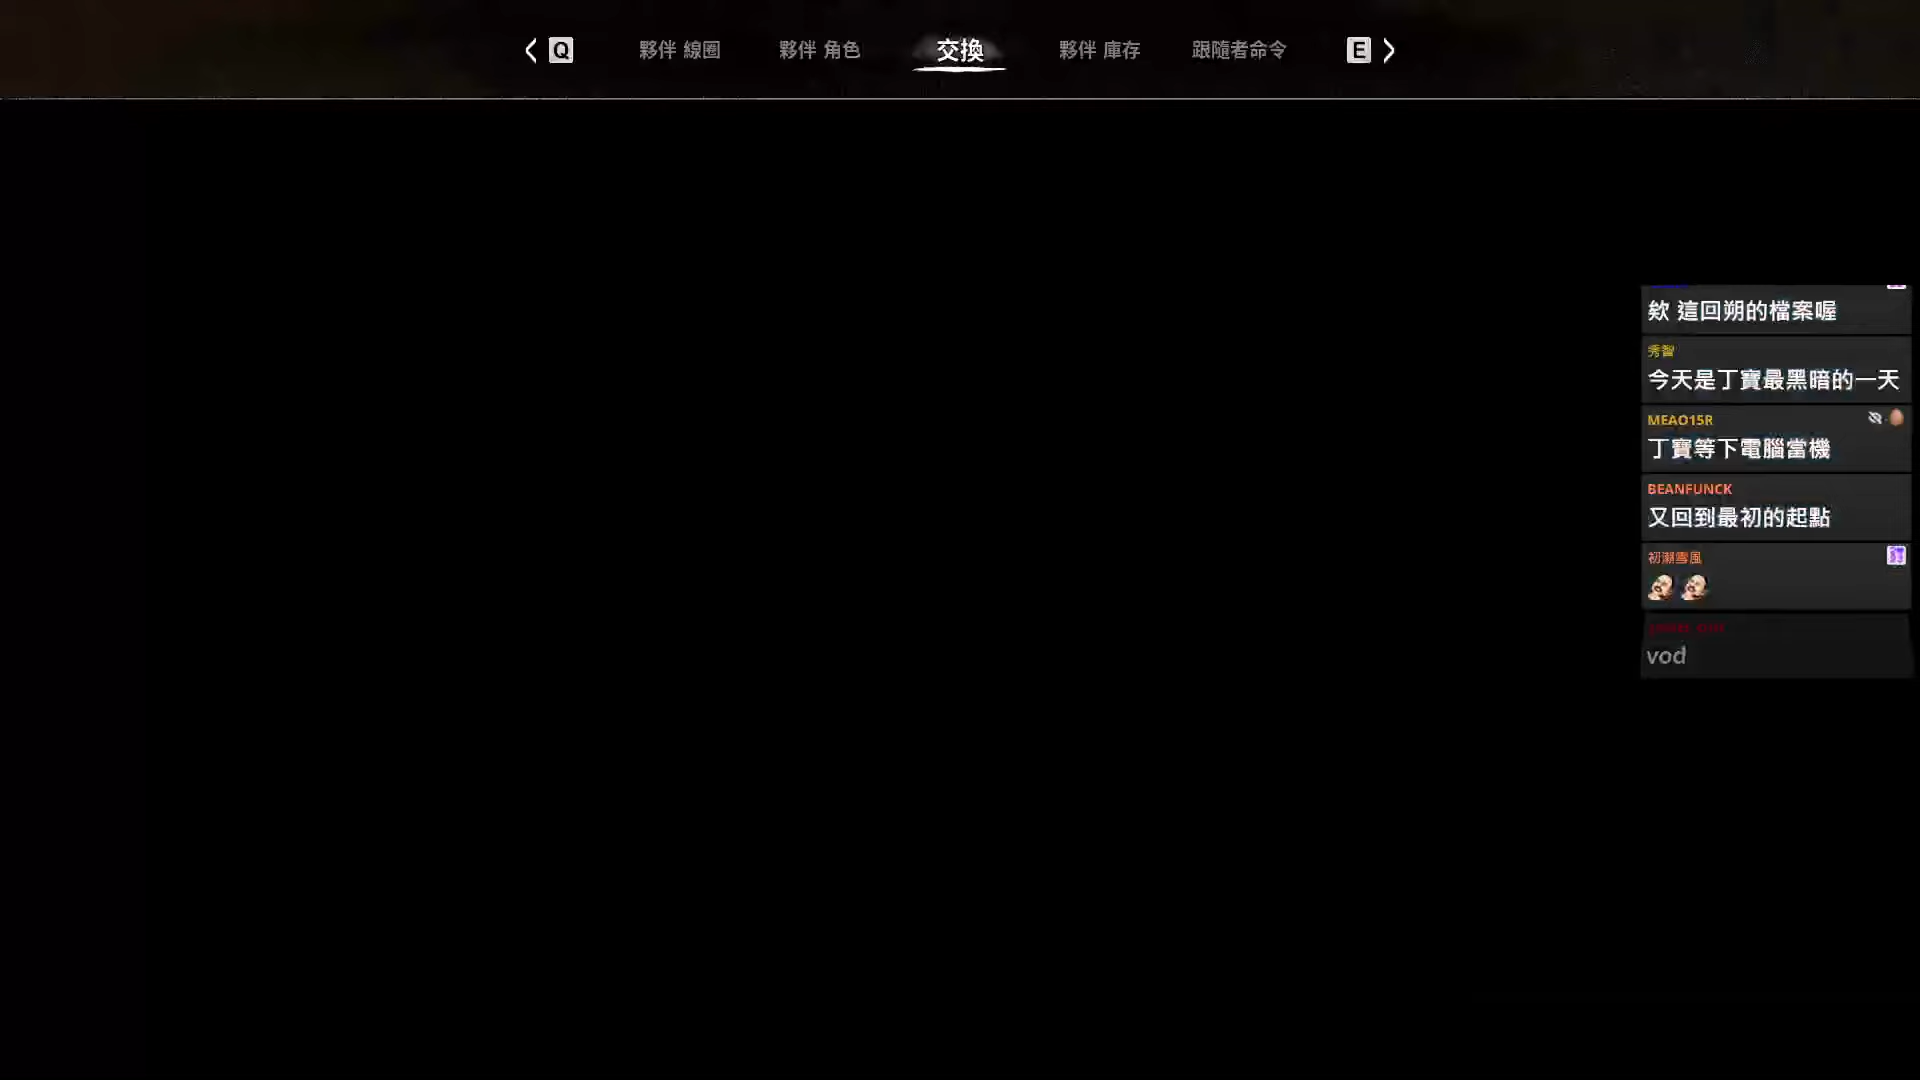 Q 夥伴 線圈 夥伴 角色 交換 夥伴 庫存 跟隨者命令 E
欸 這回朔的檔案喔
秀智
今天是丁寶最黑暗的一天
MEAO15R
丁寶等下電腦當機
BEANFUNCK
又回到最初的起點
初瀨雪風
vod